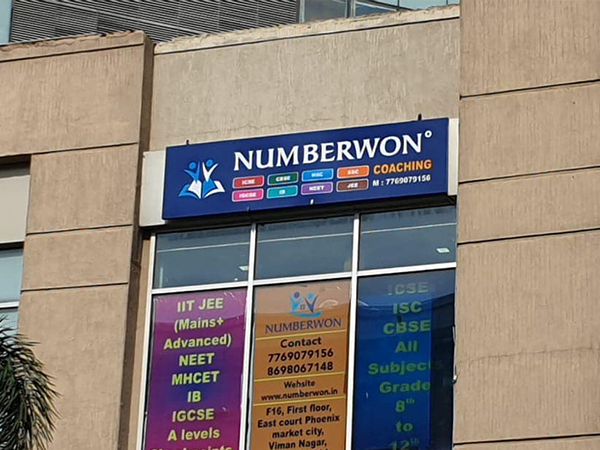 NUMBERWON
COACHING
ICSE CBSE HSC SSC
IGCSE IB NEET JEE
M : 7769079156
IIT JEE
(Mains+
Advanced)
NEET
MHCET
IB
IGCSE
A levels
NUMBERWON
Contact
7769079156
8698067148
Website
www.numberwon.in
F16, First floor,
East court Phoenix
market city,
Viman Nagar,
ICSE
ISC
CBSE
All
Subject
Grade
8th
to
12th